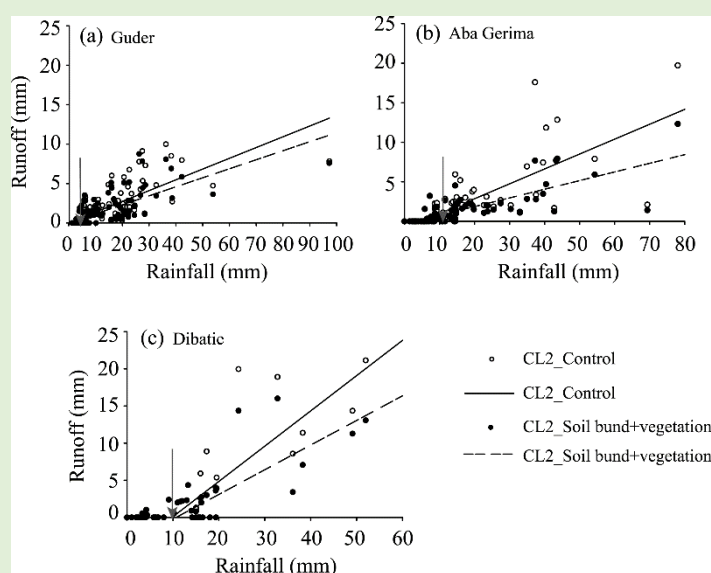 (a) Guder
25
20
15
10
5
0
Runoff (mm)
0 10 20 30 40 50 60 70 80 90 100
Rainfall (mm)
(b) Aba Gerima
25
20
15
10
5
0 10 20 30 40 50 60 70 80
Rainfall (mm)
(c) Dibatic
25
20
15
10
5
0
Runoff (mm)
0 10 20 30 40 50 60
Rainfall (mm)
CL2_Control
CL2_Control
CL2_Soil bund+vegetation
CL2_Soil bund+vegetation